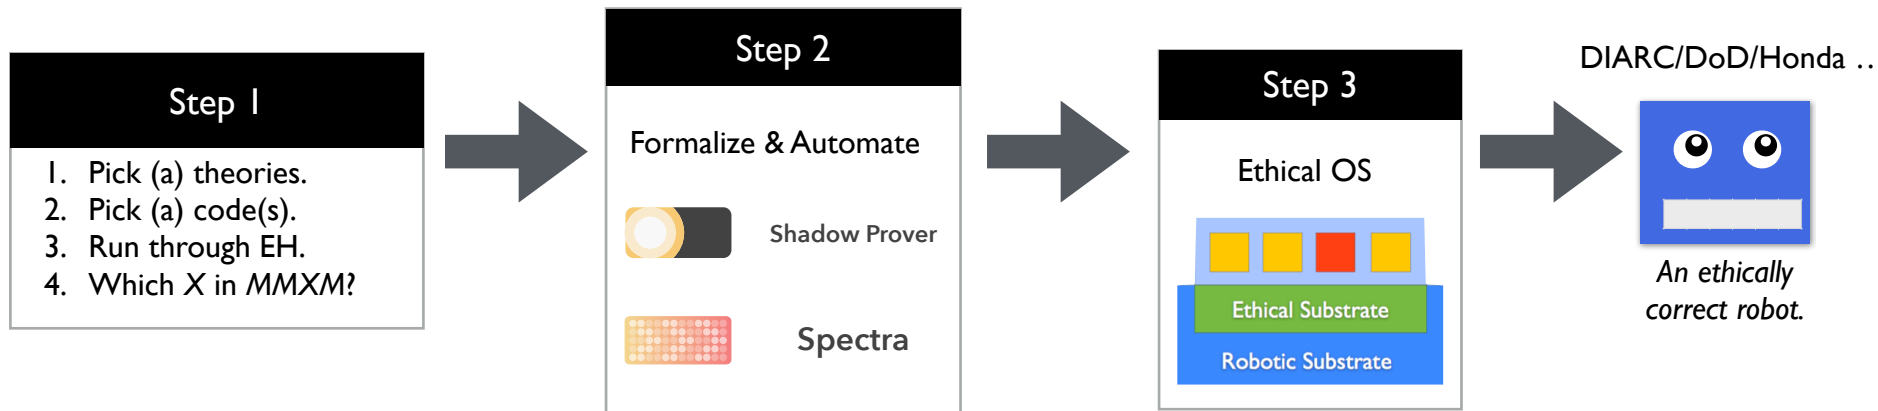 Step 1
1. Pick (a) theories.
2. Pick (a) code(s).
3. Run through EH.
4. Which X in MMXM?
Step 2
Formalize & Automate
Shadow Prover
Spectra
Step 3
Ethical OS
Ethical Substrate
Robotic Substrate
DIARC/DoD/Honda ..
An ethically
correct robot.